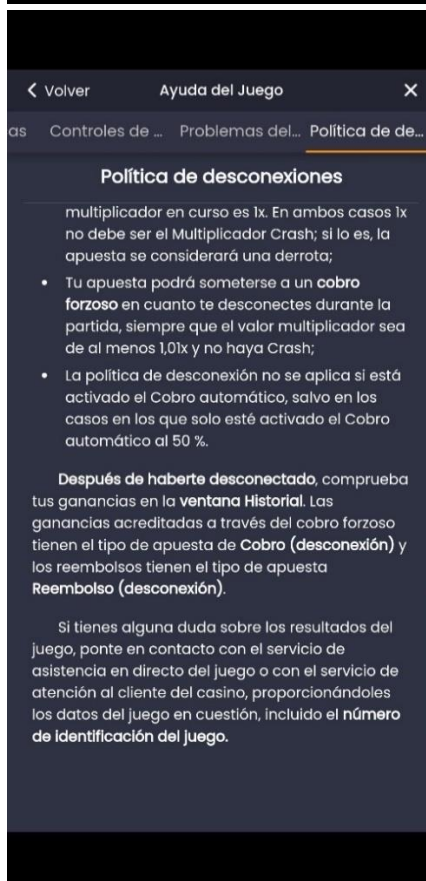 Volver
Ayuda del Juego
as Controles de ... Problemas del... Política de de...
Política de desconexiones
multiplicador en curso es 1x. En ambos casos 1x
no debe ser el Multiplicador Crash; si lo es, la
apuesta se considerará una derrota;
• Tu apuesta podrá someterse a un cobro
forzoso en cuanto te desconectes durante la
partida, siempre que el valor multiplicador sea
de al menos 1,01x y no haya Crash;
• La política de desconexión no se aplica si está
activado el Cobro automático, salvo en los
casos en los que solo esté activado el Cobro
automático al 50 %.
Después de haberte desconectado, comprueba
tus ganancias en la ventana Historial. Las
ganancias acreditadas a través del cobro forzoso
tienen el tipo de apuesta de Cobro (desconexión) y
los reembolsos tienen el tipo de apuesta
Reembolso (desconexión).
Si tienes alguna duda sobre los resultados del
juego, ponte en contacto con el servicio de
asistencia en directo del juego o con el servicio de
atención al cliente del casino, proporcionándoles
los datos del juego en cuestión, incluido el número
de identificación del juego.